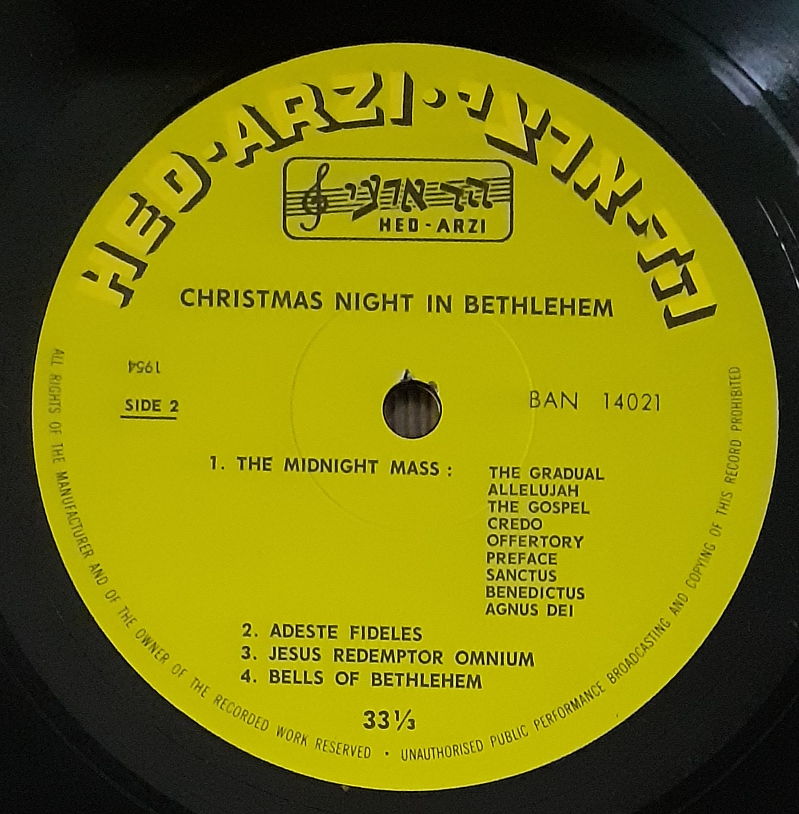 HED-ARZI · הד-ארצי
הד ארצי
HED-ARZI
CHRISTMAS NIGHT IN BETHLEHEM
1954
SIDE 2
BAN 14021
1. THE MIDNIGHT MASS : THE GRADUAL
ALLELUJAH
THE GOSPEL
CREDO
OFFERTORY
PREFACE
SANCTUS
BENEDICTUS
AGNUS DEI
2. ADESTE FIDELES
3. JESUS REDEMPTOR OMNIUM
4. BELLS OF BETHLEHEM
33⅓
ALL RIGHTS OF THE MANUFACTURER AND OF THE OWNER OF THE RECORDED WORK RESERVED · UNAUTHORISED PUBLIC PERFORMANCE BROADCASTING AND COPYING OF THIS RECORD PROHIBITED